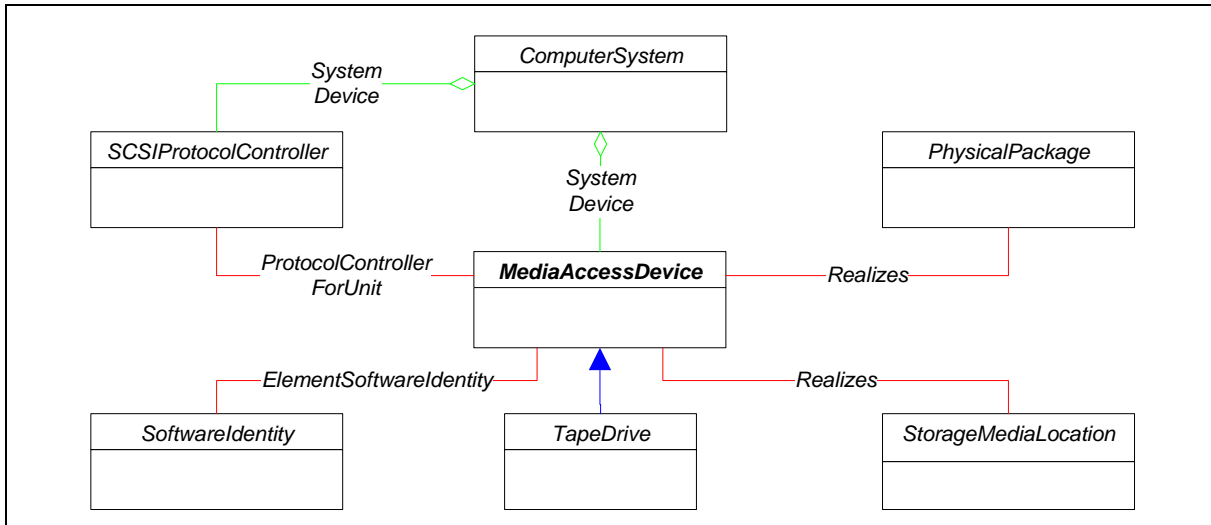 ComputerSystem
System
Device
SCSIProtocolController
PhysicalPackage
System
Device
ProtocolController
ForUnit
MediaAccessDevice
Realizes
ElementSoftwareIdentity
Realizes
SoftwareIdentity
TapeDrive
StorageMediaLocation